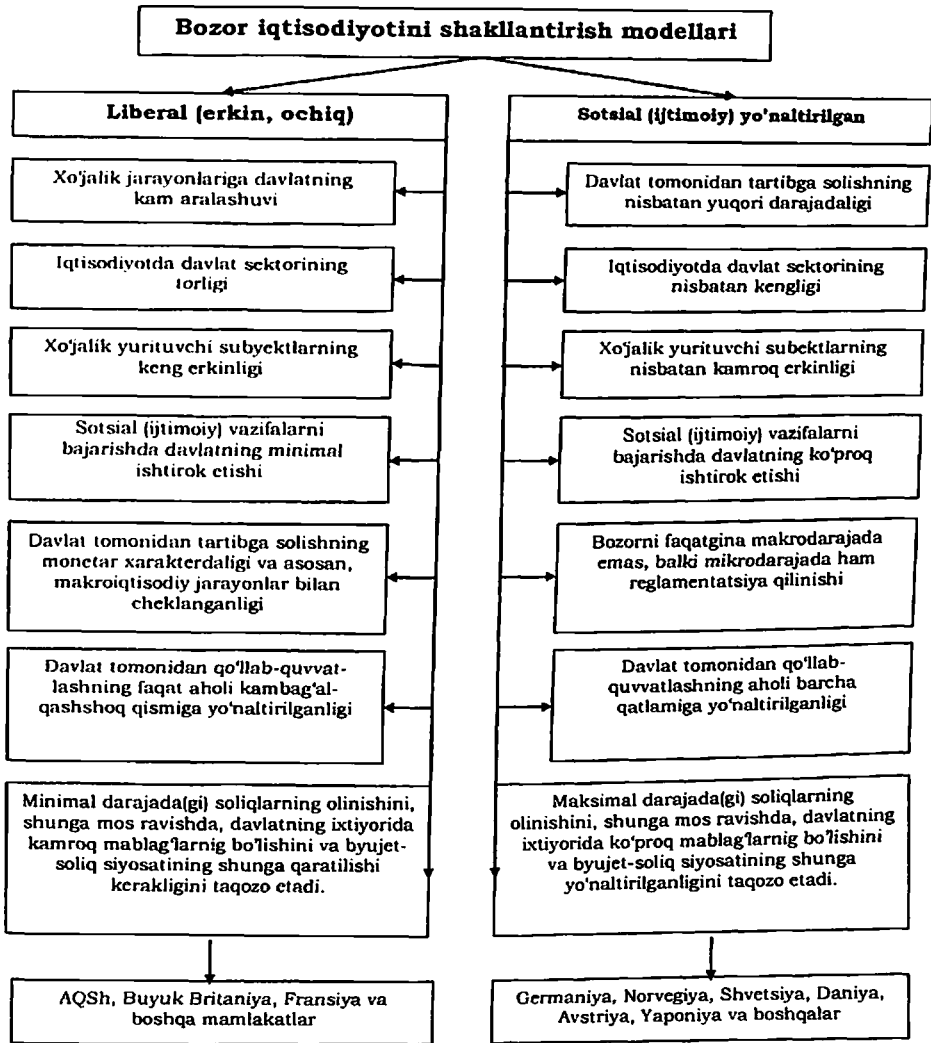 Bozor iqtisodiyotini shakllantirish modellari
Liberal (erkin, ochiq)
Xo'jalik jarayonlariga davlatning
kam aralashuvi
Iqtisodiyotda davlat sektorining
torligi
Xo'jalik yurituvchi subyektlarning
keng erkinligi
Sotsial (ijtimoiy) vazifalarni
bajarishda davlatning minimal
ishtirok etishi
Davlat tomonidan tartibga solishning
monetar xarakterdaligi va asosan,
makroiqtisodiy jarayonlar bilan
cheklanganligi
Davlat tomonidan qo'llab-quvvat-
lashning faqat aholi kambag'al-
qashshoq qismiga yo'naltirilganligi
Minimal darajada(gi) soliqlarning olinishini,
shunga mos ravishda, davlatning ixtiyorida
kamroq mablag'larnig bo'lishini va byujet-
soliq siyosatining shunga qaratilishi
kerakligini taqozo etadi.
AQSh, Buyuk Britaniya, Fransiya va
boshqa mamlakatlar
Sotsial (ijtimoiy) yo'naltirilgan
Davlat tomonidan tartibga solishning
nisbatan yuqori darajadaligi
Iqtisodiyotda davlat sektorining
nisbatan kengligi
Xo'jalik yurituvchi subektlarning
nisbatan kamroq erkinligi
Sotsial (ijtimoiy) vazifalarni
bajarishda davlatning ko'proq
ishtirok etishi
Bozorni faqatgina makrodarajada
emas, balki mikrodarajada ham
reglamentatsiya qilinishi
Davlat tomonidan qo'llab-
quvvatlashning aholi barcha
qatlamiga yo'naltirilganligi
Maksimal darajada(gi) soliqlarning
olinishini, shunga mos ravishda, davlatning
ixtiyorida ko'proq mablag'larnig bo'lishini
va byujet-soliq siyosatining shunga
yo'naltirilganligini taqozo etadi.
Germaniya, Norvegiya, Shvetsiya, Daniya,
Avstriya, Yaponiya va boshqalar